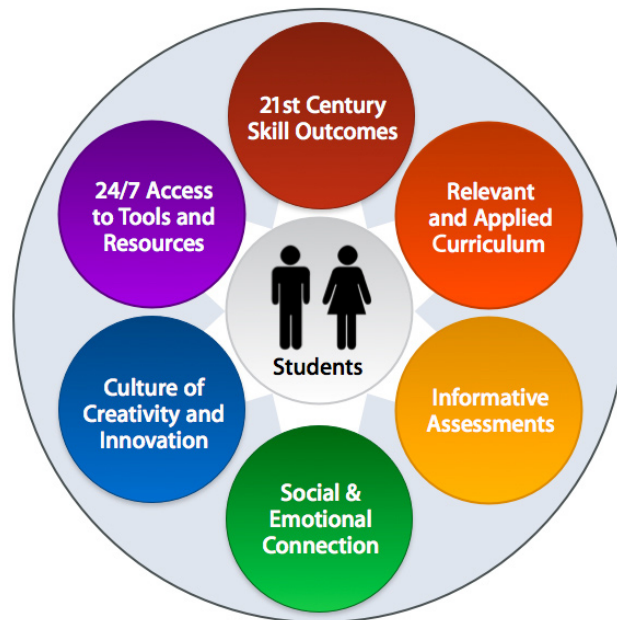 21st Century
Skill Outcomes
24/7 Access
to Tools and
Resources
Relevant
and Applied
Curriculum
Students
Culture of
Creativity and
Innovation
Informative
Assessments
Social &
Emotional
Connection